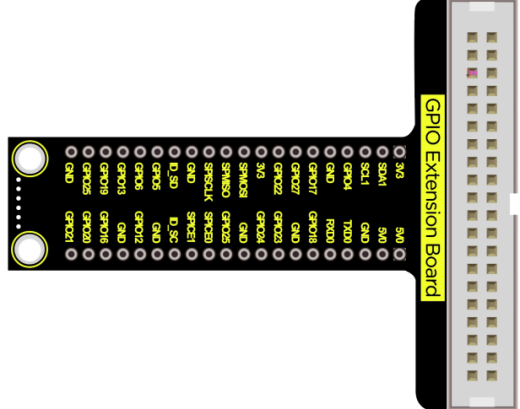 GPIO Extension Board
GND
GPIO19
GPIO13
GPIO6
GPIO5
ID_SD
GND
SPISCLK
SPIMISO
SPIMOSI
3V3
GPIO22
GPIO27
GPIO17
GND
GPIO4
SCL1
SDA1
3V3
GPIO21
GPIO20
GPIO16
GND
GPIO12
GND
ID_SC
SPICE1
SPICE0
GPIO25
GND
GPIO24
GPIO23
GND
GPIO18
RXD0
TXD0
GND
5V0
5V0